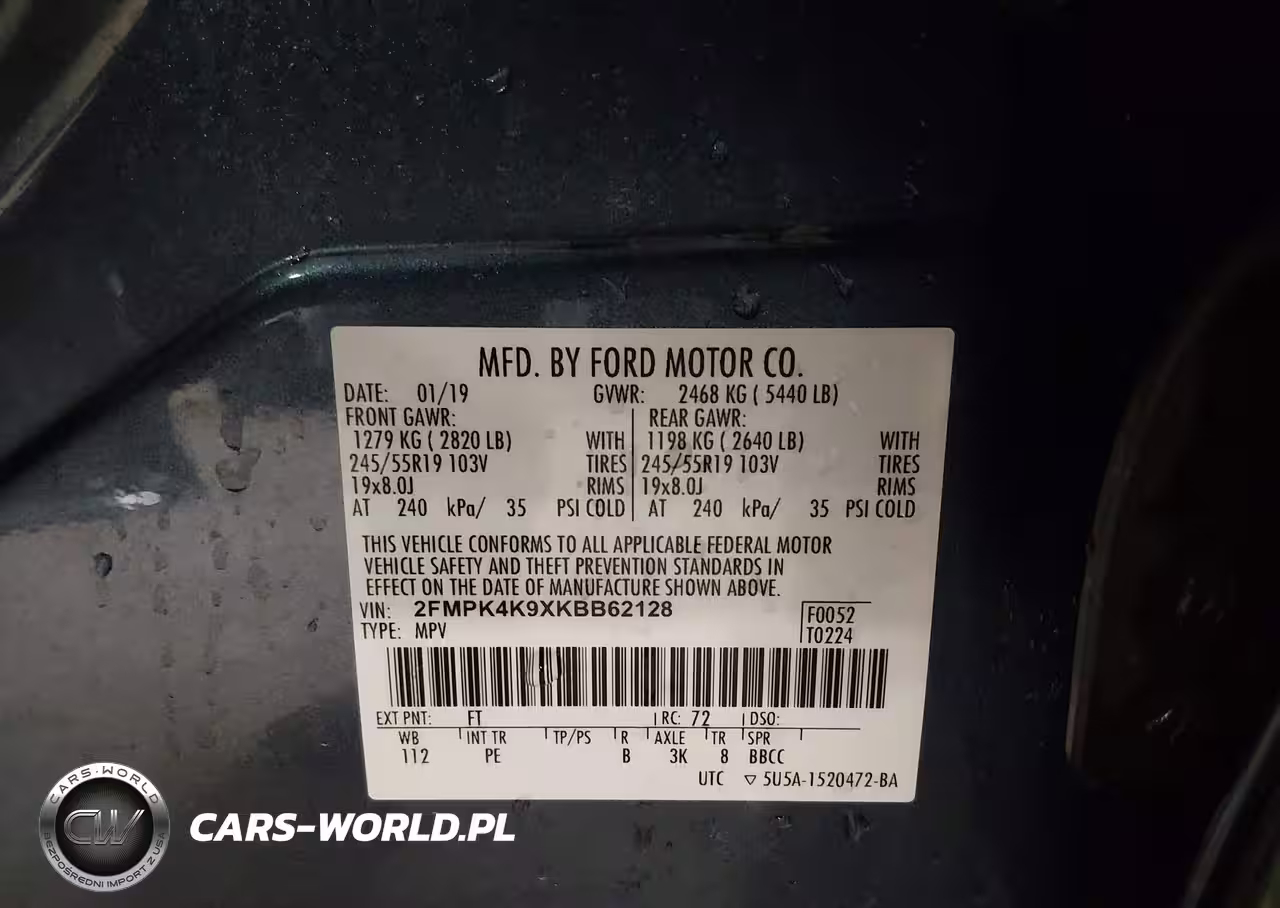 MFD. BY FORD MOTOR CO.
DATE: 01/19 GVWR: 2468 KG ( 5440 LB)
FRONT GAWR: REAR GAWR:
1279 KG ( 2820 LB) WITH 1198 KG ( 2640 LB) WITH
245/55R19 103V TIRES 245/55R19 103V TIRES
19x8.0J RIMS 19x8.0J RIMS
AT 240 kPa/ 35 PSI COLD AT 240 kPa/ 35 PSI COLD
THIS VEHICLE CONFORMS TO ALL APPLICABLE FEDERAL MOTOR
VEHICLE SAFETY AND THEFT PREVENTION STANDARDS IN
EFFECT ON THE DATE OF MANUFACTURE SHOWN ABOVE.
VIN: 2FMPK4K9XKBB62128 F0052
TYPE: MPV T0224
EXT PNT: FT RC: 72 DSO:
WB INT TR TP/PS R AXLE TR SPR
112 PE B 3K 8 BBCC
UTC ▽ 5U5A-1520472-BA
CARS-WORLD
CW
BEZPOŚREDNI IMPORT Z USA
CARS-WORLD.PL